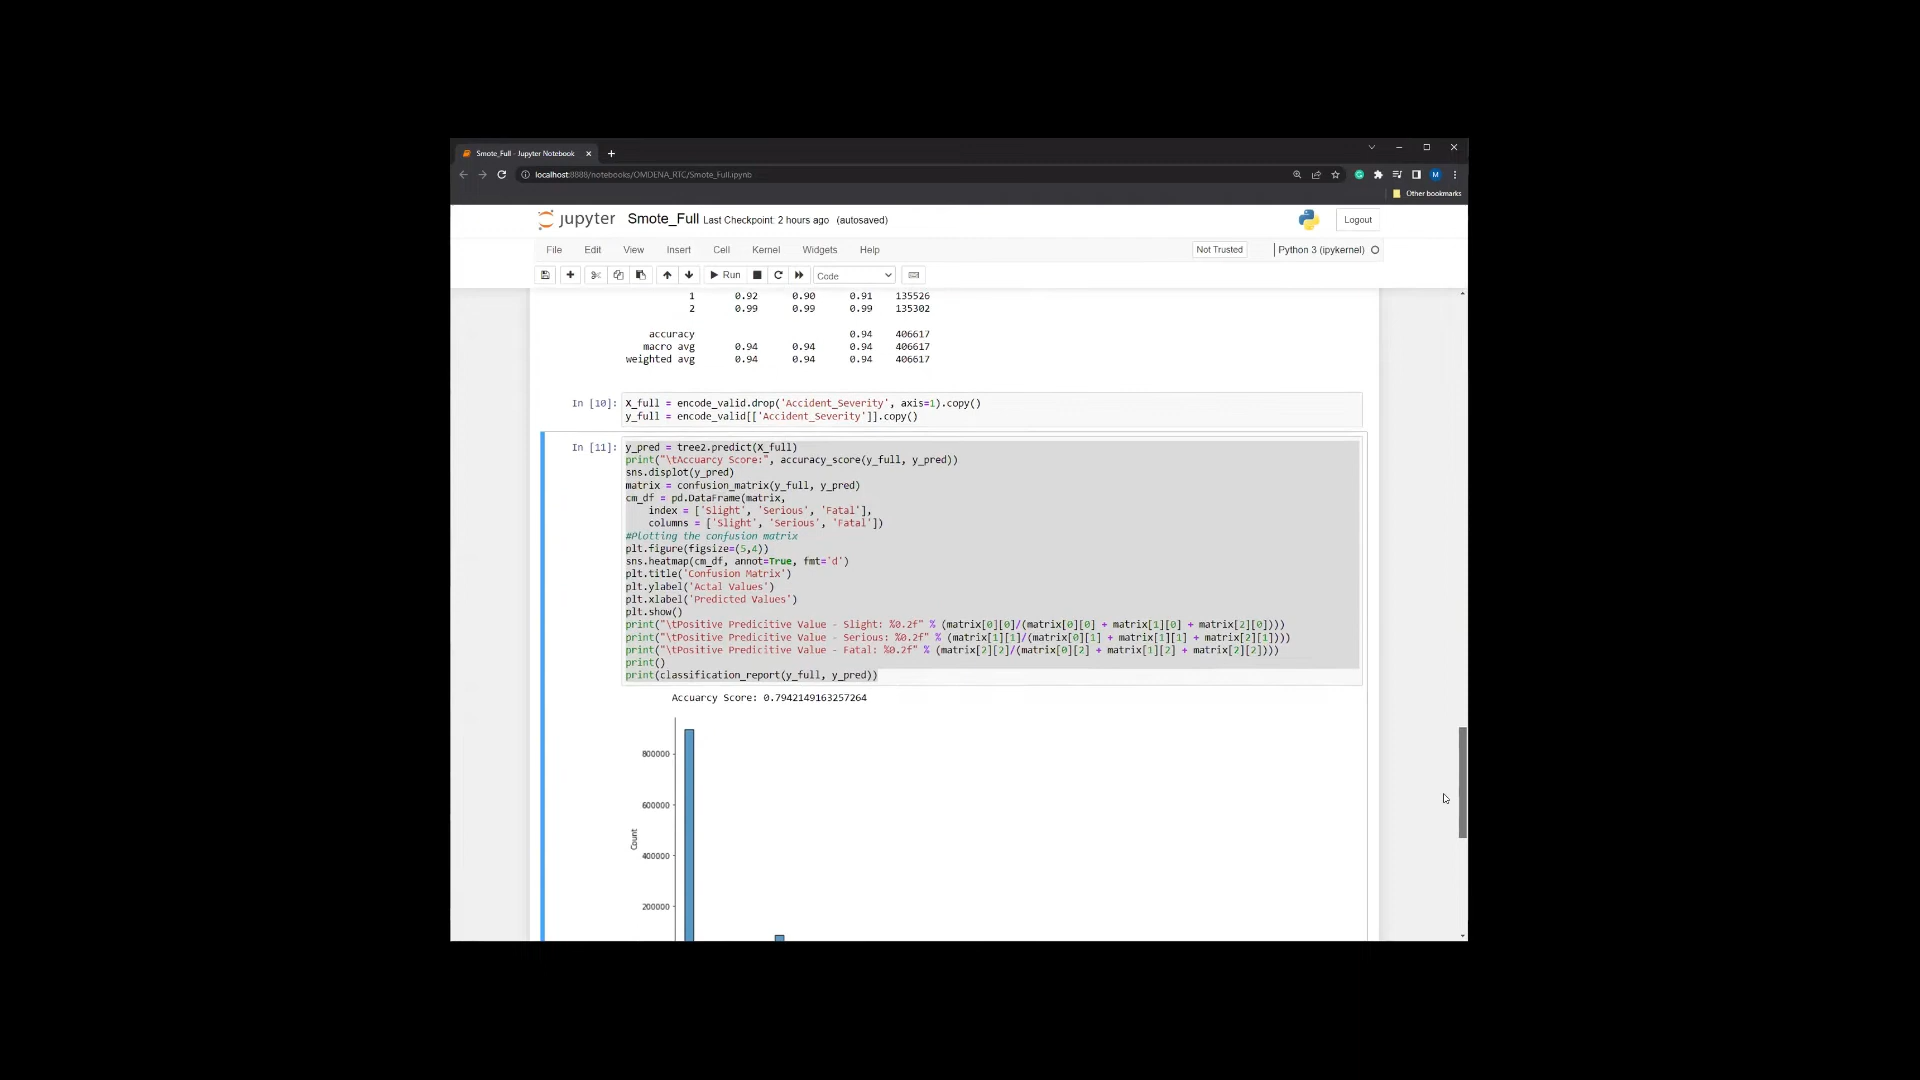 Smote_Full - Jupyter Notebook
localhost:8888/notebooks/OMDENA_RTC/Smote_Full.ipynb
M
Other bookmarks
jupyter Smote_Full Last Checkpoint: 2 hours ago (autosaved)
Logout
File Edit View Insert Cell Kernel Widgets Help
Not Trusted
Python 3 (ipykernel)
Run
Code
1 0.92 0.90 0.91 135526
2 0.99 0.99 0.99 135302
accuracy 0.94 406617
macro avg 0.94 0.94 0.94 406617
weighted avg 0.94 0.94 0.94 406617
In [10]: X_full = encode_valid.drop('Accident_Severity', axis=1).copy()
y_full = encode_valid[['Accident_Severity']].copy()
In [11]: y_pred = tree2.predict(X_full)
print("\tAccuarcy Score:", accuracy_score(y_full, y_pred))
sns.displot(y_pred)
matrix = confusion_matrix(y_full, y_pred)
cm_df = pd.DataFrame(matrix,
index = ['Slight', 'Serious', 'Fatal'],
columns = ['Slight', 'Serious', 'Fatal'])
#Plotting the confusion matrix
plt.figure(figsize=(5,4))
sns.heatmap(cm_df, annot=True, fmt='d')
plt.title('Confusion Matrix')
plt.ylabel('Actal Values')
plt.xlabel('Predicted Values')
plt.show()
print("\tPositive Predicitive Value - Slight: %0.2f" % (matrix[0][0]/(matrix[0][0] + matrix[1][0] + matrix[2][0])))
print("\tPositive Predicitive Value - Serious: %0.2f" % (matrix[1][1]/(matrix[0][1] + matrix[1][1] + matrix[2][1])))
print("\tPositive Predicitive Value - Fatal: %0.2f" % (matrix[2][2]/(matrix[0][2] + matrix[1][2] + matrix[2][2])))
print()
print(classification_report(y_full, y_pred))
Accuarcy Score: 0.7942149163257264
800000
600000
Count
400000
200000